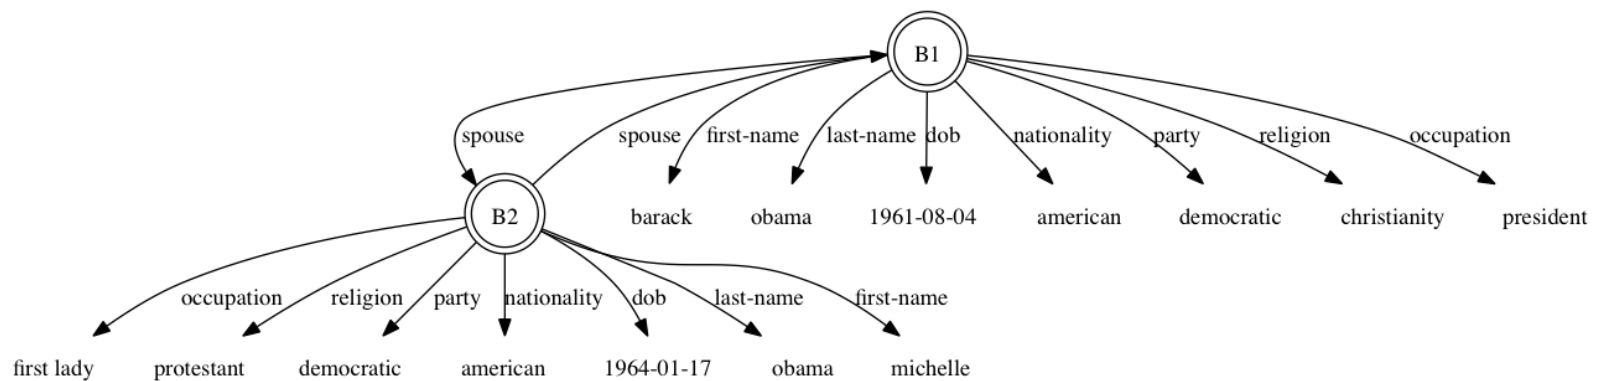 B1
spouse
spouse
first-name
last-name
dob
nationality
party
religion
occupation
B2
barack
obama
1961-08-04
american
democratic
christianity
president
occupation
religion
party
nationality
dob
last-name
first-name
first lady
protestant
democratic
american
1964-01-17
obama
michelle